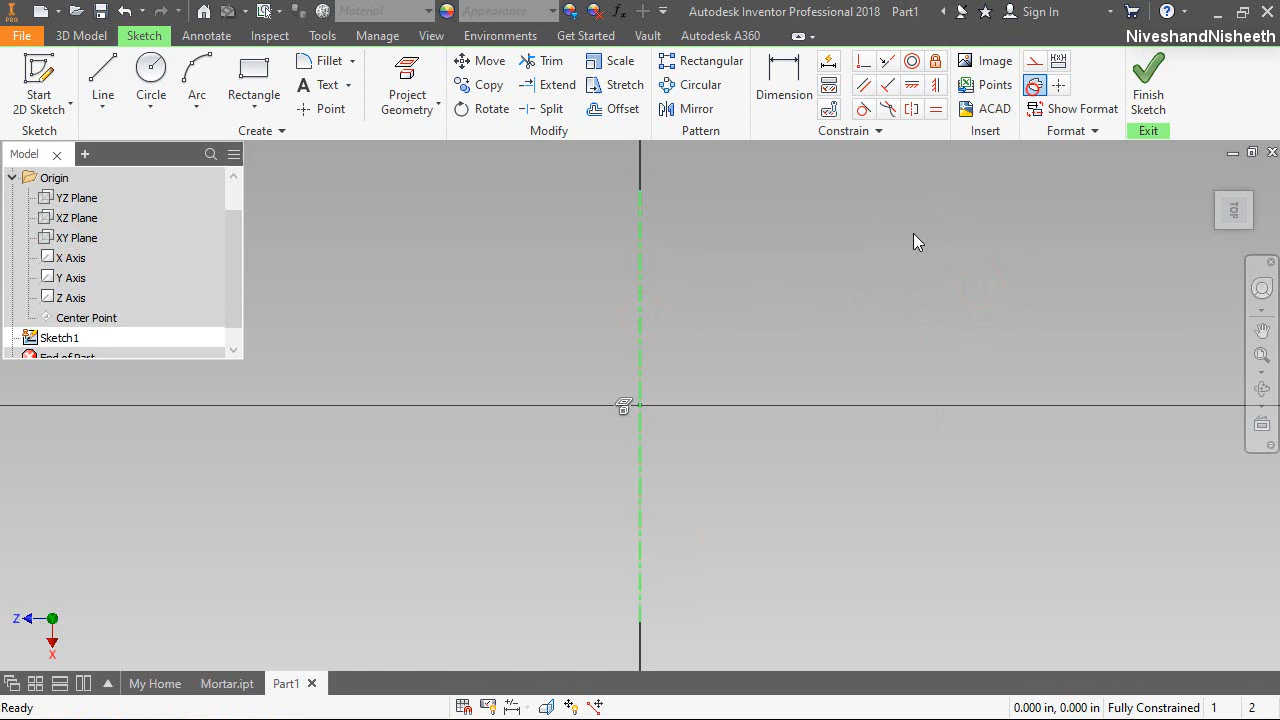 Material
Appearance
Autodesk Inventor Professional 2018
Part1
Sign In
PRO
File
3D Model
Sketch
Annotate
Inspect
Tools
Manage
View
Environments
Get Started
Vault
Autodesk A360
NiveshandNisheeth
Start
2D Sketch
Line
Circle
Arc
Rectangle
Fillet
Text
Point
Project
Geometry
Move
Copy
Rotate
Trim
Extend
Split
Scale
Stretch
Offset
Rectangular
Circular
Mirror
Dimension
Image
Points
ACAD
Show Format
Finish
Sketch
Sketch
Create
Modify
Pattern
Constrain
Insert
Format
Exit
Model
Origin
YZ Plane
XZ Plane
XY Plane
X Axis
Y Axis
Z Axis
Center Point
Sketch1
End of Part
TOP
Z
X
My Home
Mortar.ipt
Part1
Ready
0.000 in, 0.000 in
Fully Constrained
1
2